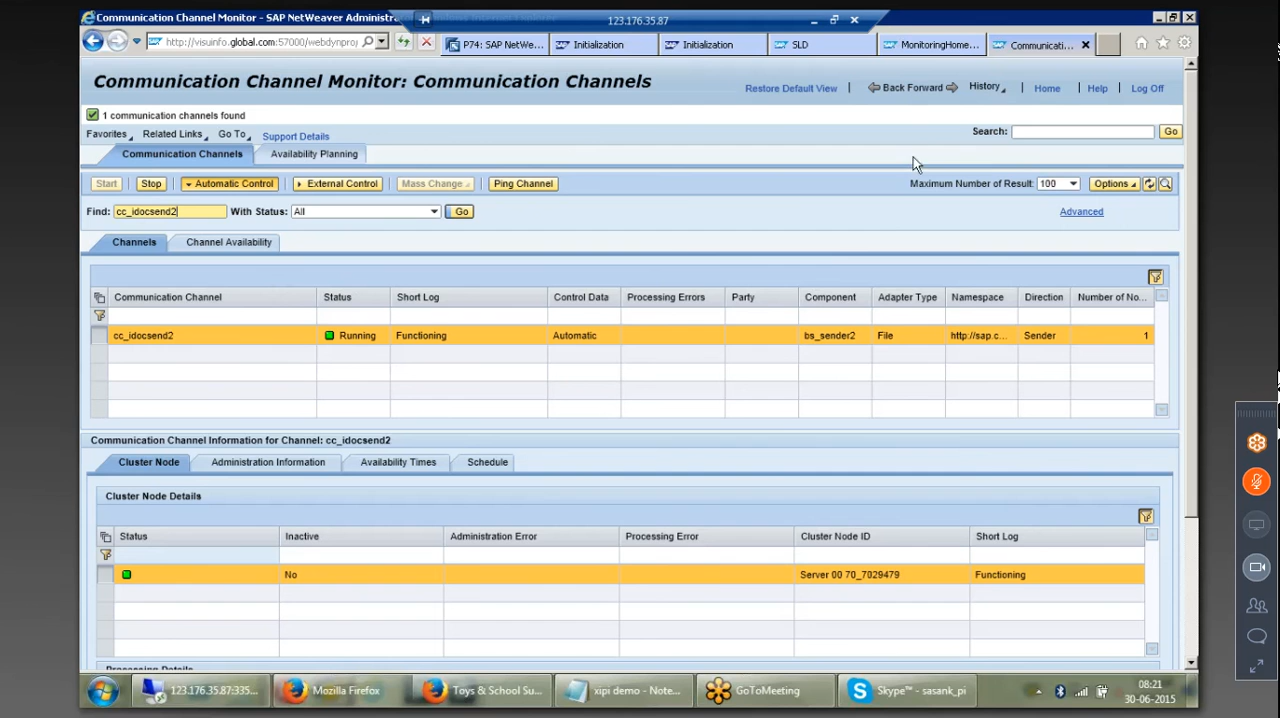 Communication Channel Monitor - SAP NetWeaver Administra
123.176.35.87
http://visuinfo.global.com:57000/webdynpro
P74: SAP NetWe...
Initialization
Initialization
SLD
MonitoringHome...
Communicati...
Communication Channel Monitor: Communication Channels
Restore Default View
Back Forward
History
Home
Help
Log Off
1 communication channels found
Favorites
Related Links
Go To
Support Details
Search:
Go
Communication Channels
Availability Planning
Start
Stop
Automatic Control
External Control
Mass Change
Ping Channel
Maximum Number of Result:
100
Options
Find:
cc_idocsend2
With Status:
All
Go
Advanced
Channels
Channel Availability
Communication Channel
Status
Short Log
Control Data
Processing Errors
Party
Component
Adapter Type
Namespace
Direction
Number of No...
cc_idocsend2
Running
Functioning
Automatic
bs_sender2
File
http://sap.c...
Sender
1
Communication Channel Information for Channel: cc_idocsend2
Cluster Node
Administration Information
Availability Times
Schedule
Cluster Node Details
Status
Inactive
Administration Error
Processing Error
Cluster Node ID
Short Log
No
Server 00 70_7029479
Functioning
Processing Details
123.176.35.87:335...
Mozilla Firefox
Toys & School Su...
xipi demo - Note...
GoToMeeting
Skype™ - sasank_pi
08:21
30-06-2015